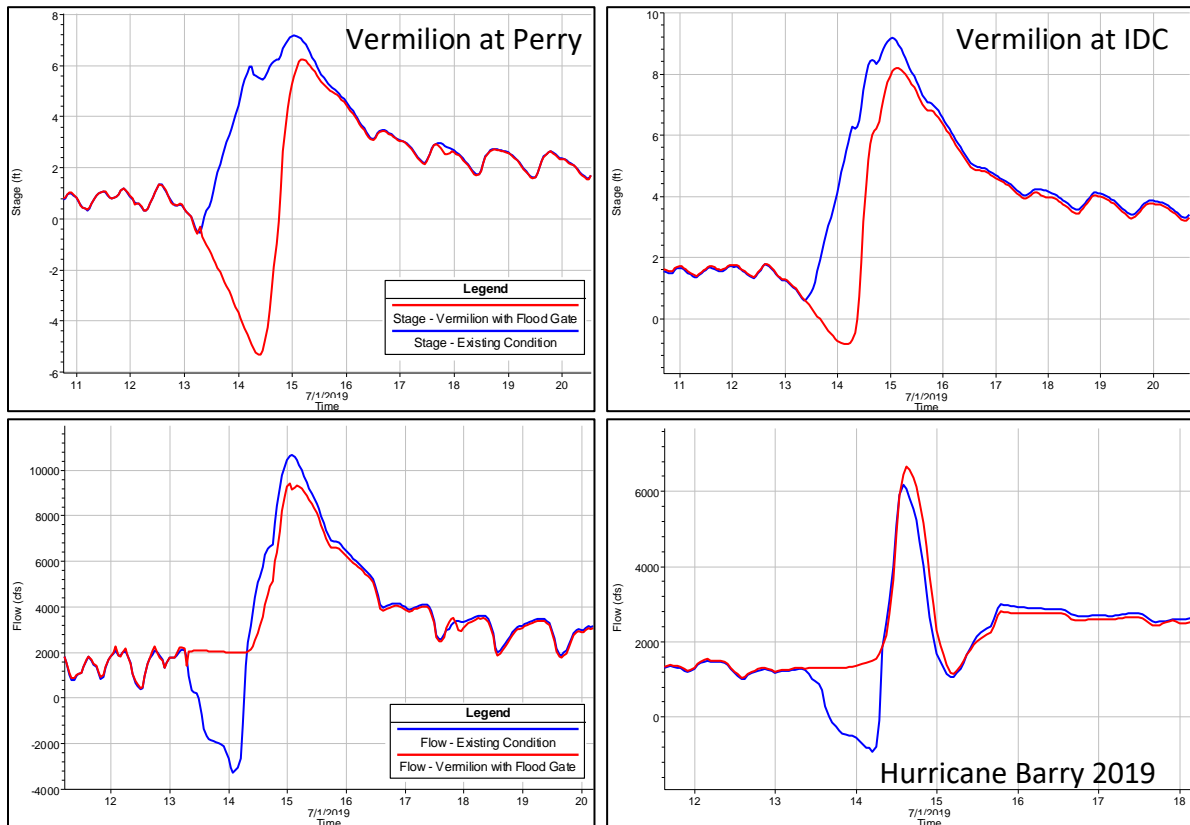 Vermilion at Perry
8
6
4
2
0
-2
-4
-6
Stage (ft)
Legend
Stage - Vermilion with Flood Gate
Stage - Existing Condition
11 12 13 14 15 16 17 18 19 20
7/1/2019
Time
Vermilion at IDC
10
8
6
4
2
0
Stage (ft)
11 12 13 14 15 16 17 18 19 20
7/1/2019
Time
10000
8000
6000
4000
2000
0
-2000
-4000
Flow (cfs)
Legend
Flow - Existing Condition
Flow - Vermilion with Flood Gate
12 13 14 15 16 17 18 19 20
7/1/2019
Time
6000
4000
2000
0
Flow (cfs)
Hurricane Barry 2019
12 13 14 15 16 17 18
7/1/2019
Time